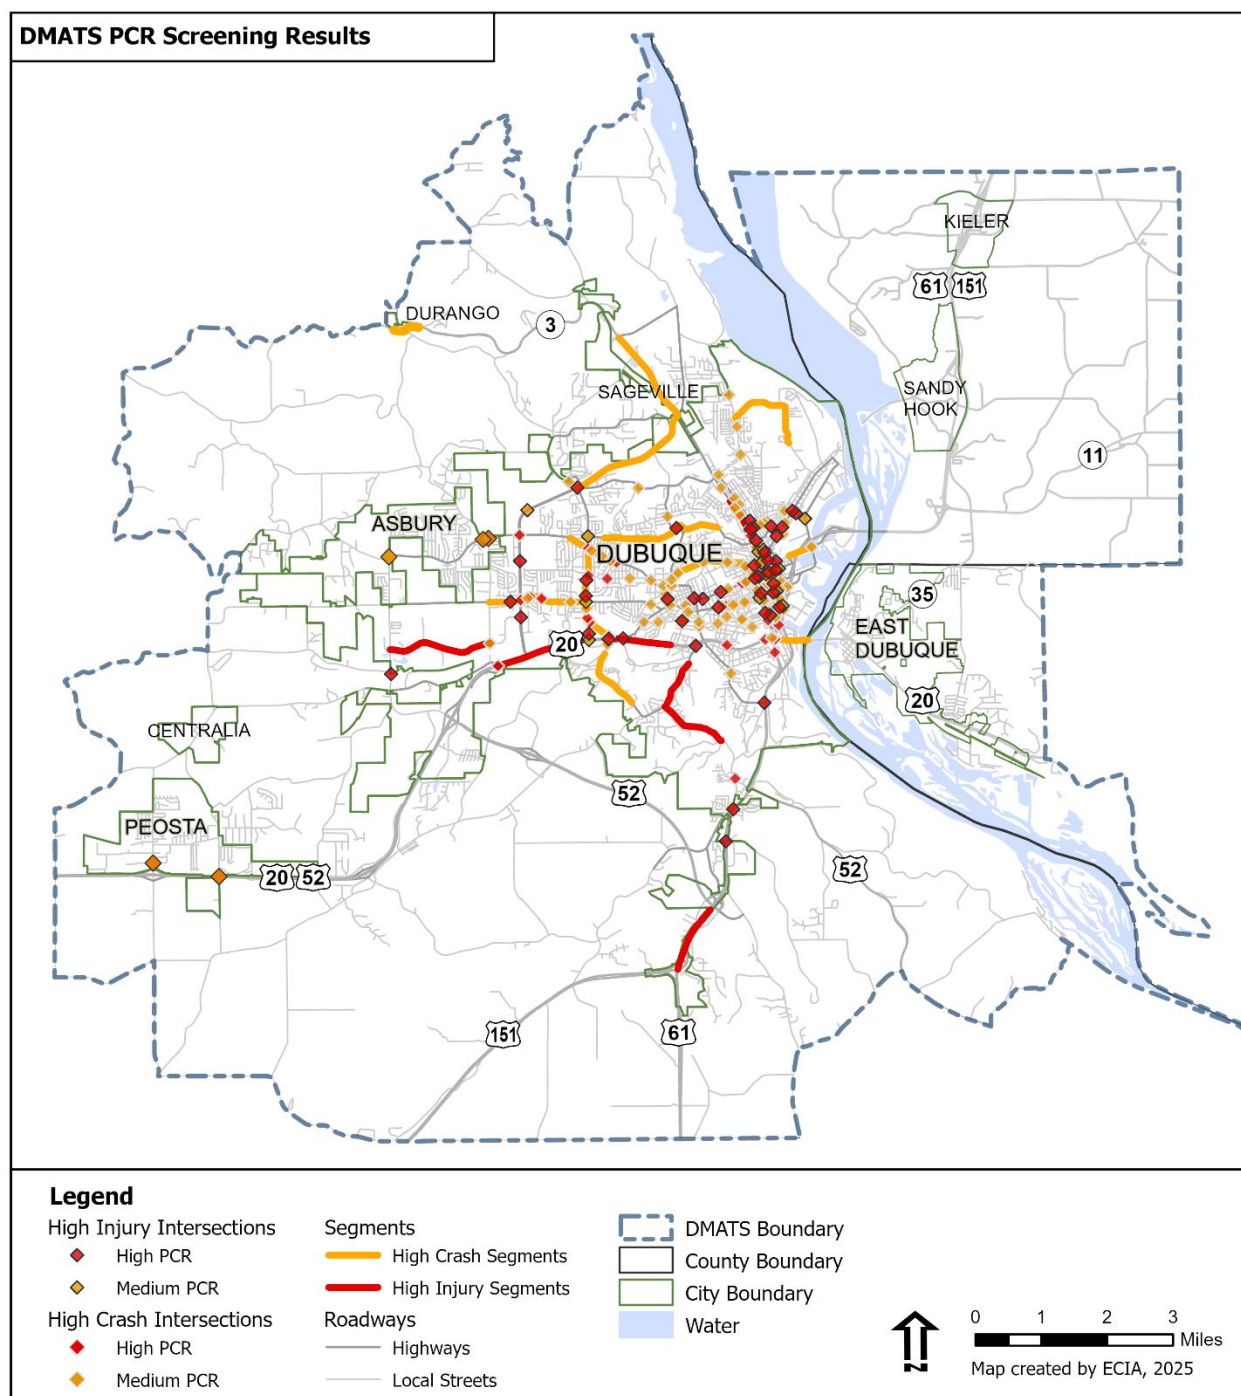 DMATS PCR Screening Results
KIELER
61 151
DURANGO
3
SAGEVILLE
SANDY
HOOK
11
ASBURY
DUBUQUE
35
EAST
DUBUQUE
20
20
CENTRALIA
52
PEOSTA
20 52
52
151
61
Legend
High Injury Intersections
High PCR
Medium PCR
High Crash Intersections
High PCR
Medium PCR
Segments
High Crash Segments
High Injury Segments
Roadways
Highways
Local Streets
DMATS Boundary
County Boundary
City Boundary
Water
N
0 1 2 3
Miles
Map created by ECIA, 2025